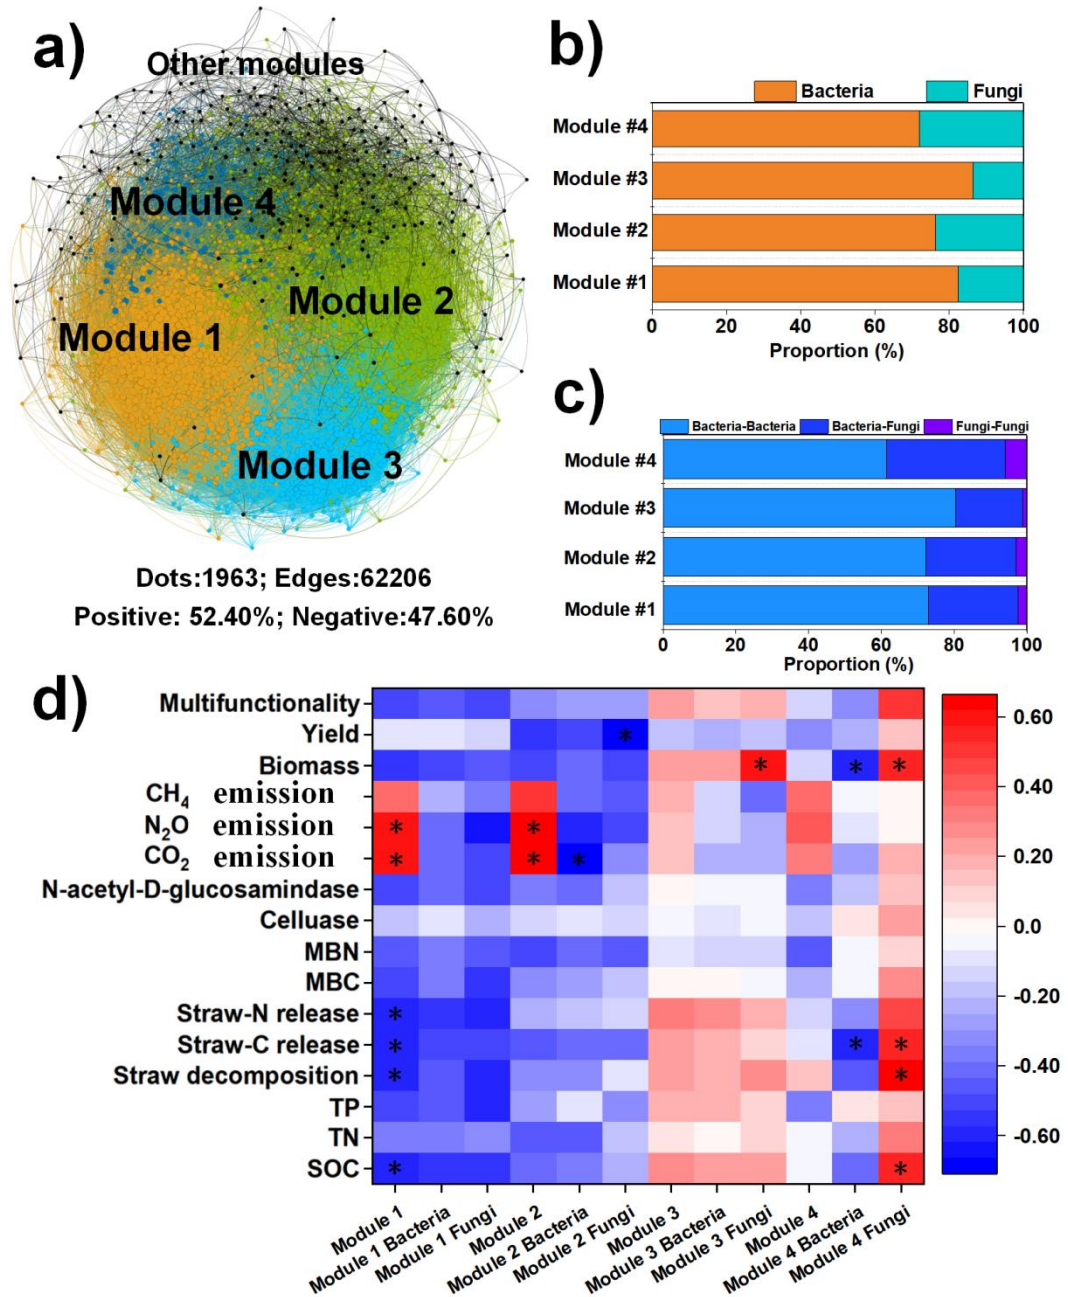 a)
Other modules
Module 4
Module 2
Module 1
Module 3
Dots:1963; Edges:62206
Positive: 52.40%; Negative:47.60%
b)
Bacteria Fungi
Module #4
Module #3
Module #2
Module #1
0 20 40 60 80 100
Proportion (%)
c)
Bacteria-Bacteria Bacteria-Fungi Fungi-Fungi
Module #4
Module #3
Module #2
Module #1
0 20 40 60 80 100
Proportion (%)
d)
Multifunctionality
Yield
*
Biomass
* * *
CH₄ emission
N₂O emission
* *
CO₂ emission
* * *
N-acetyl-D-glucosamindase
Celluase
MBN
MBC
Straw-N release
*
Straw-C release
* * *
Straw decomposition
* *
TP
TN
SOC
* *
Module 1
Module 1 Bacteria
Module 1 Fungi
Module 2
Module 2 Bacteria
Module 2 Fungi
Module 3
Module 3 Bacteria
Module 3 Fungi
Module 4
Module 4 Bacteria
Module 4 Fungi
0.60
0.40
0.20
0.0
-0.20
-0.40
-0.60